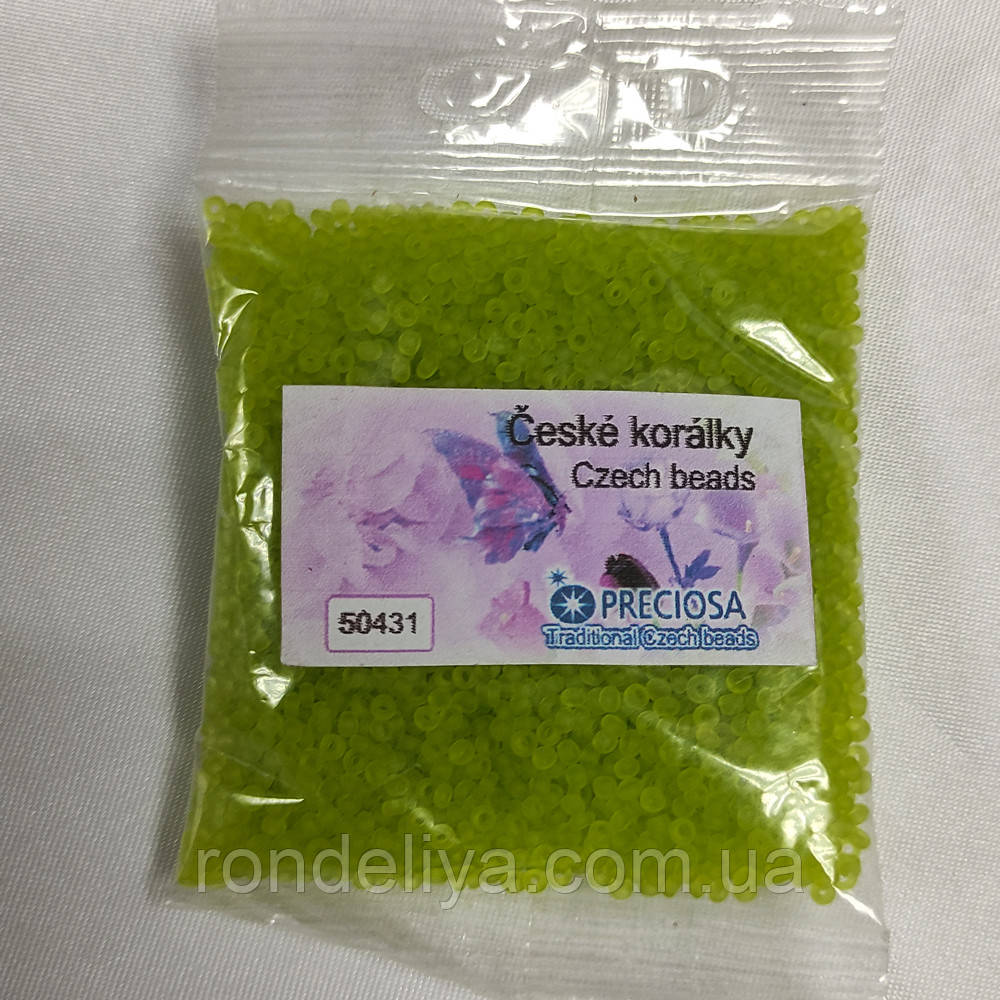 České korálky
Czech beads
50431
PRECIOSA
Traditional Czech beads
rondeliya.com.ua